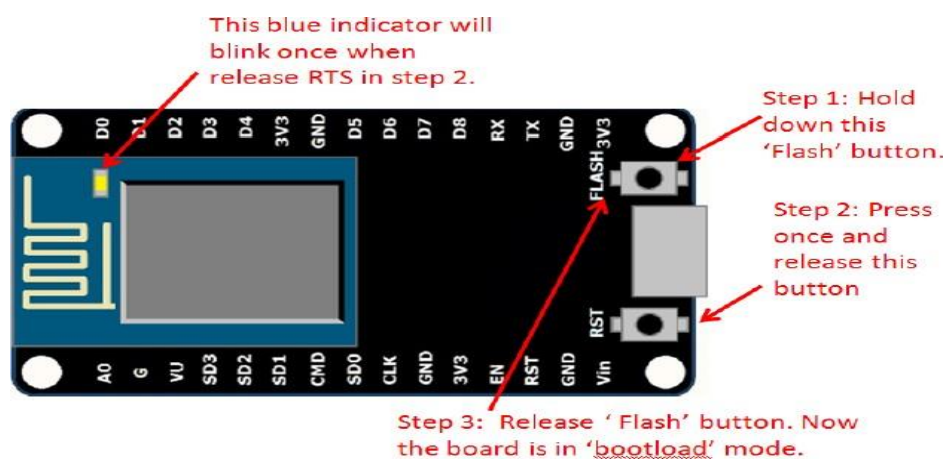 This blue indicator will
blink once when
release RTS in step 2.
Step 1: Hold
down this
'Flash' button.
D0 D1 D2 D3 D4 3V3 GND D5 D6 D7 D8 RX TX GND 3V3
FLASH
Step 2: Press
once and
release this
button
RST
A0 G VU SD3 SD2 SD1 CMD SD0 CLK GND 3V3 EN RST GND Vin
Step 3: Release ' Flash' button. Now
the board is in 'bootload' mode.